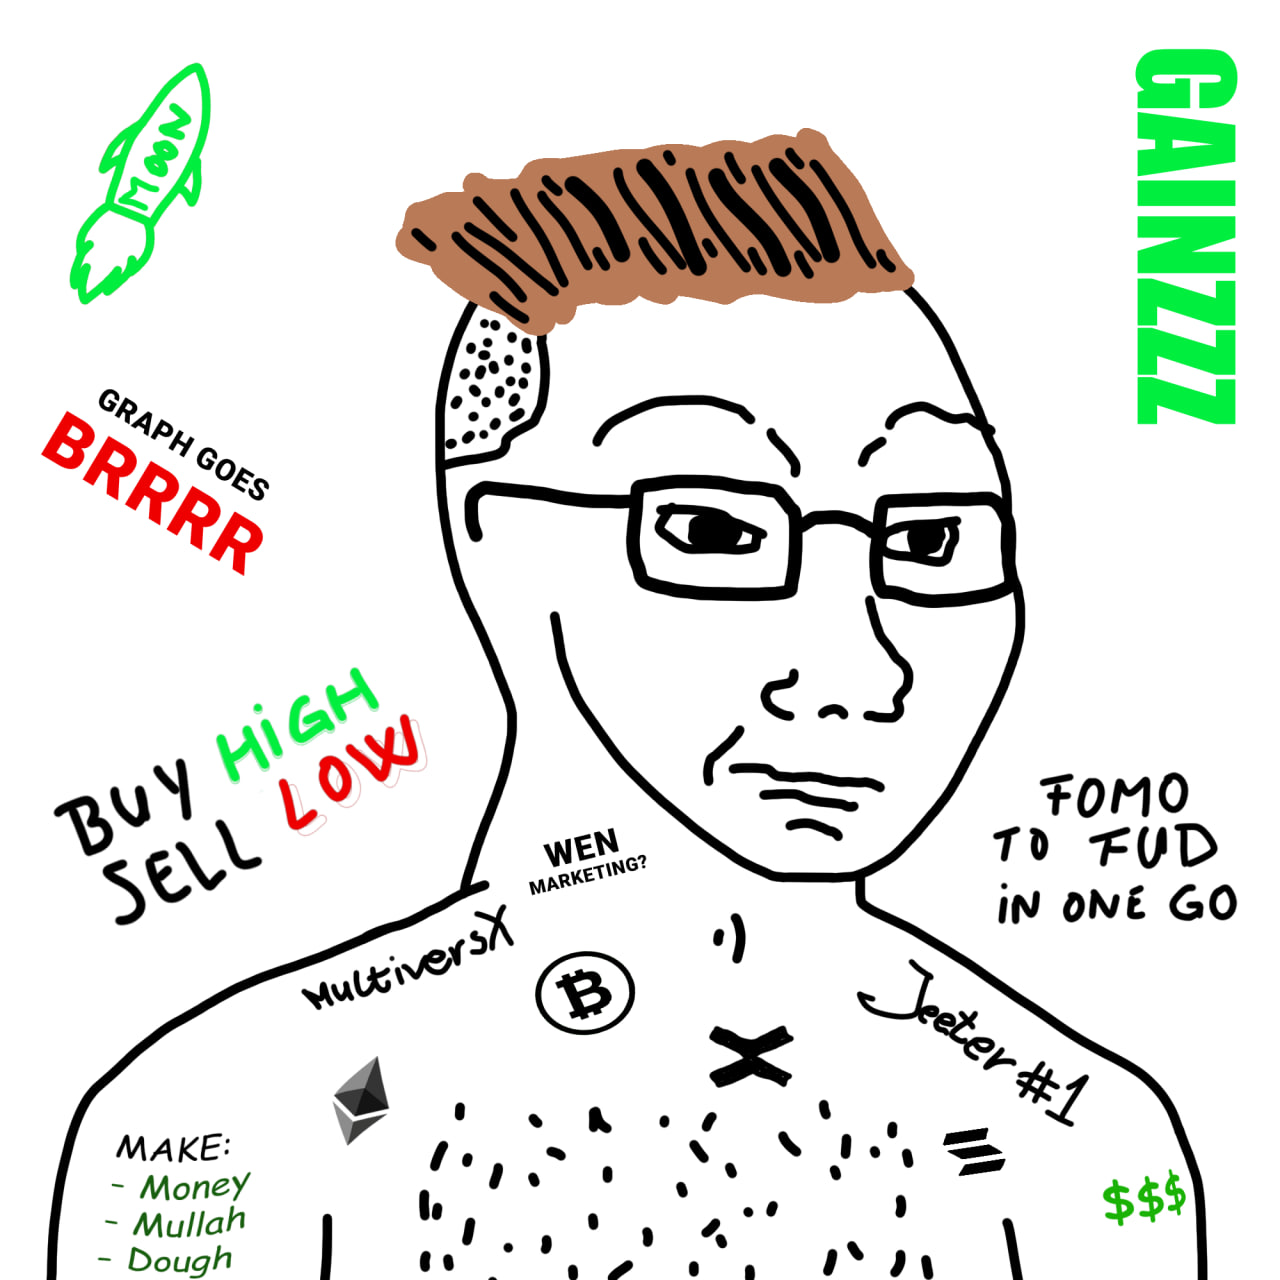 MOON
GAINZZZ
GRAPH GOES
BRRRR
BUY HIGH
SELL LOW
WEN
MARKETING?
FOMO
TO FUD
iN ONE GO
MultiversX
Jeeter #1
MAKE:
- Money
- Mullah
- Dough
$$$